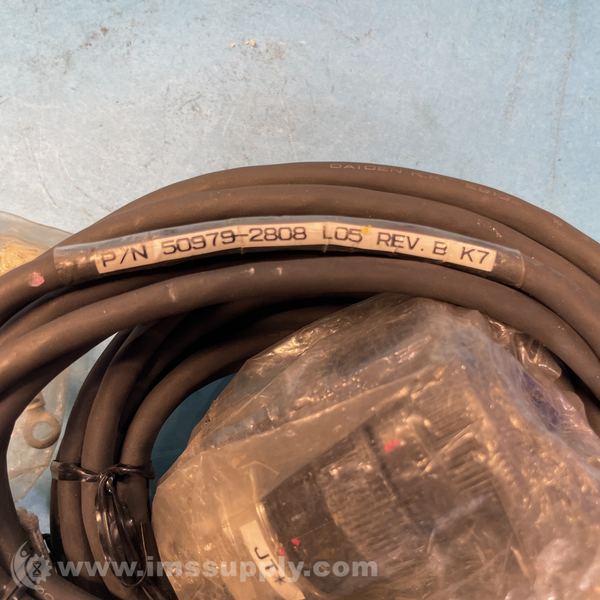 DAIDEN
P/N 50979-2808 L05 REV. B K7
J
www.imssupply.com